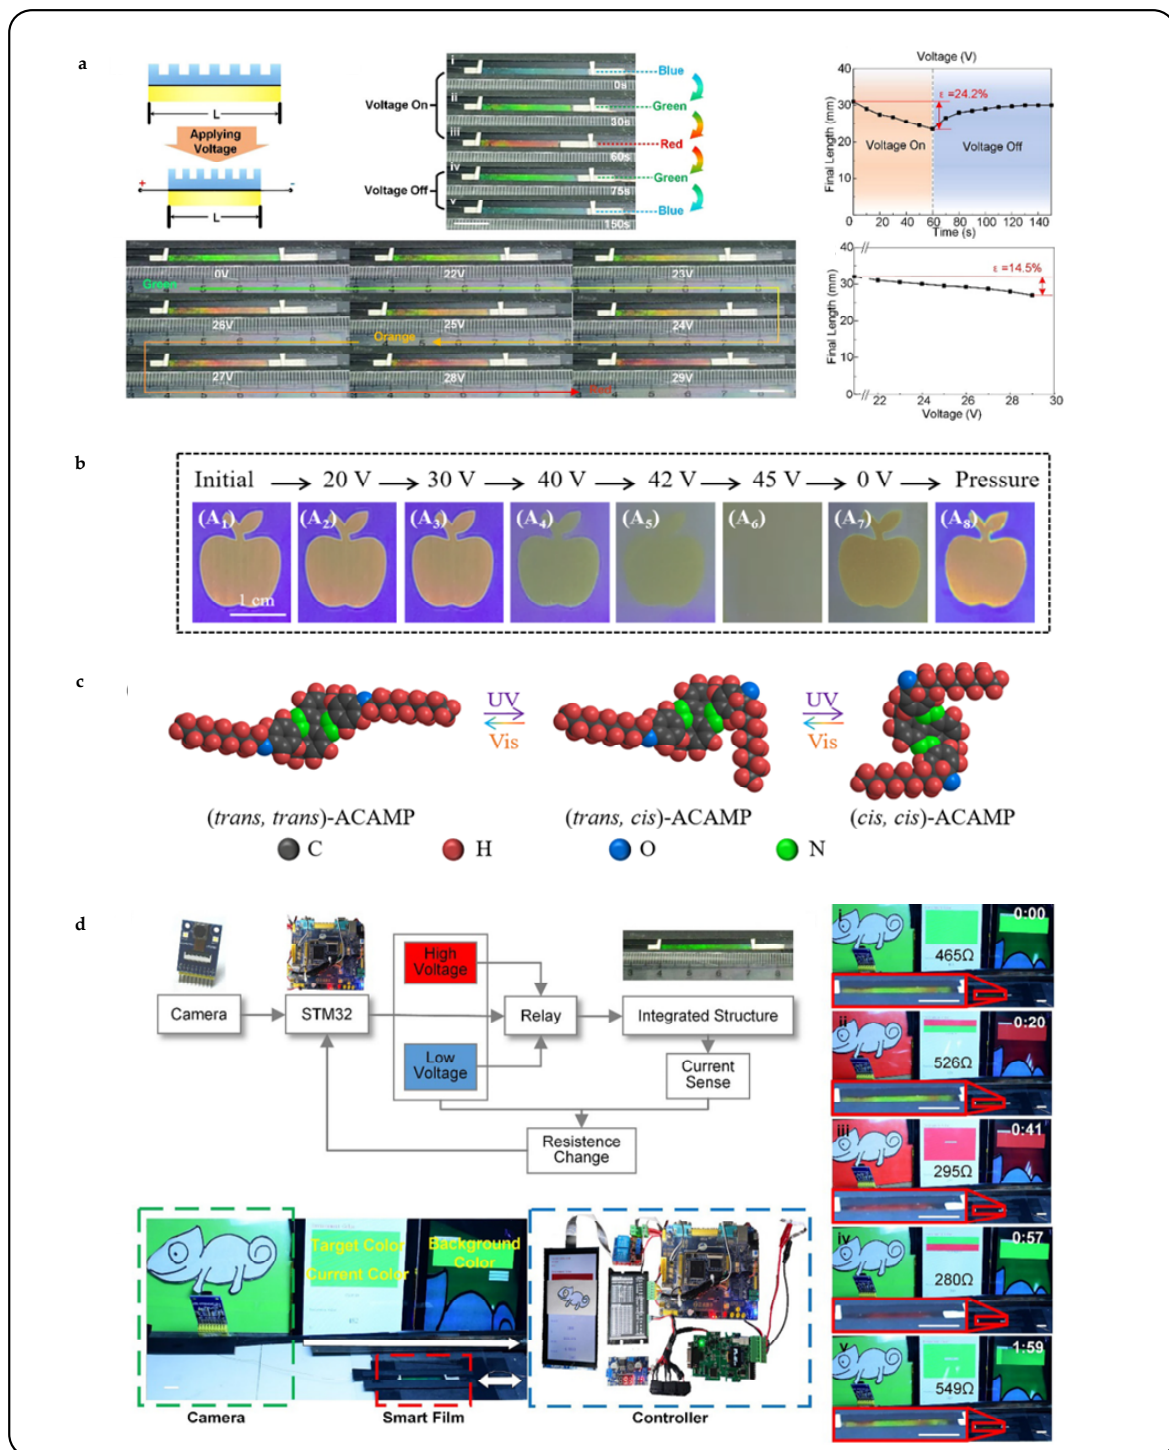 a
L
Applying
Voltage
+
-
L
Voltage On
Voltage Off
i
0s
ii
30s
iii
60s
iv
75s
v
150s
Blue
Green
Red
Green
Blue
Voltage (V)
Final Length (mm)
40
30
20
10
0
ε =24.2%
Voltage On
Voltage Off
0 20 40 60 80 100 120 140
Time (s)
0V
22V
23V
Green
26V
25V
24V
Orange
27V
28V
29V
Red
Final Length (mm)
40
30
20
10
0
ε =14.5%
22 24 26 28 30
Voltage (V)
b
Initial
20 V
30 V
40 V
42 V
45 V
0 V
Pressure
(A1)
(A2)
(A3)
(A4)
(A5)
(A6)
(A7)
(A8)
1 cm
c
UV
Vis
UV
Vis
(trans, trans)-ACAMP
(trans, cis)-ACAMP
(cis, cis)-ACAMP
C
H
O
N
d
Camera
STM32
High
Voltage
Low
Voltage
Relay
Integrated Structure
Current
Sense
Resistence
Change
Target Color
Current Color
Background
Color
Camera
Smart Film
Controller
i
465Ω
0:00
ii
526Ω
0:20
iii
295Ω
0:41
iv
280Ω
0:57
v
549Ω
1:59